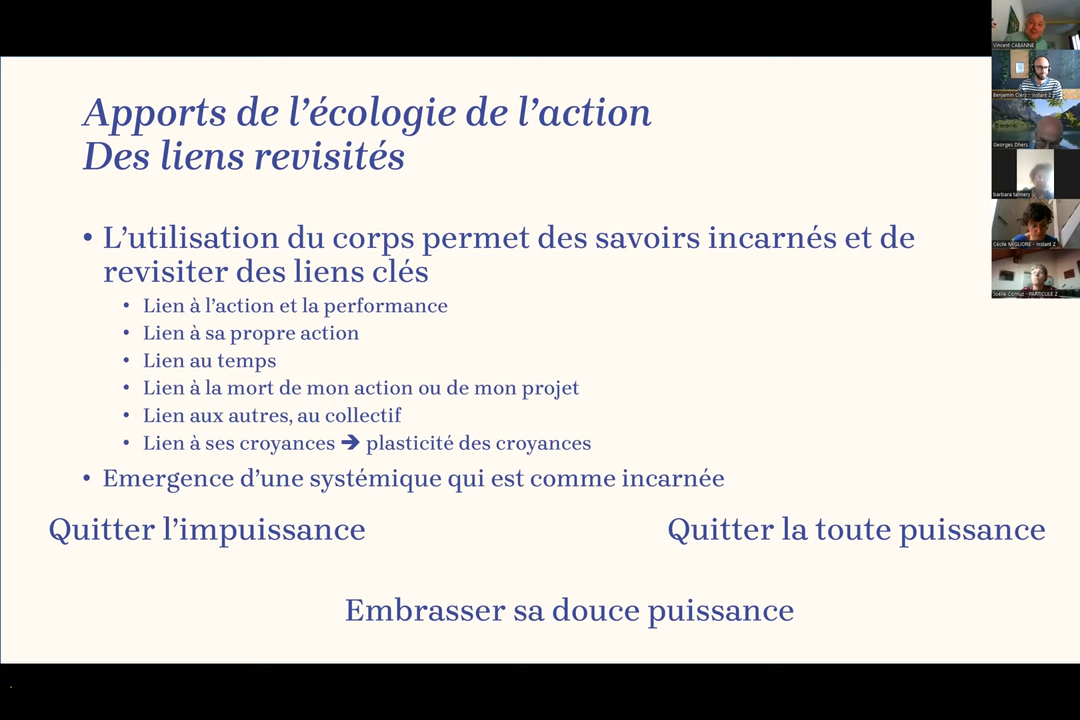 Apports de l'écologie de l'action
Des liens revisités
• L'utilisation du corps permet des savoirs incarnés et de
revisiter des liens clés
• Lien à l'action et la performance
• Lien à sa propre action
• Lien au temps
• Lien à la mort de mon action ou de mon projet
• Lien aux autres, au collectif
• Lien à ses croyances ➔ plasticité des croyances
• Emergence d'une systémique qui est comme incarnée
Quitter l'impuissance
Quitter la toute puissance
Embrasser sa douce puissance
Vincent CABANNE
Benjamin
Georges Dhers
barbara tannery
Cécile MIGLIORE - Instant Z
Joëlle - PARTICULE Z